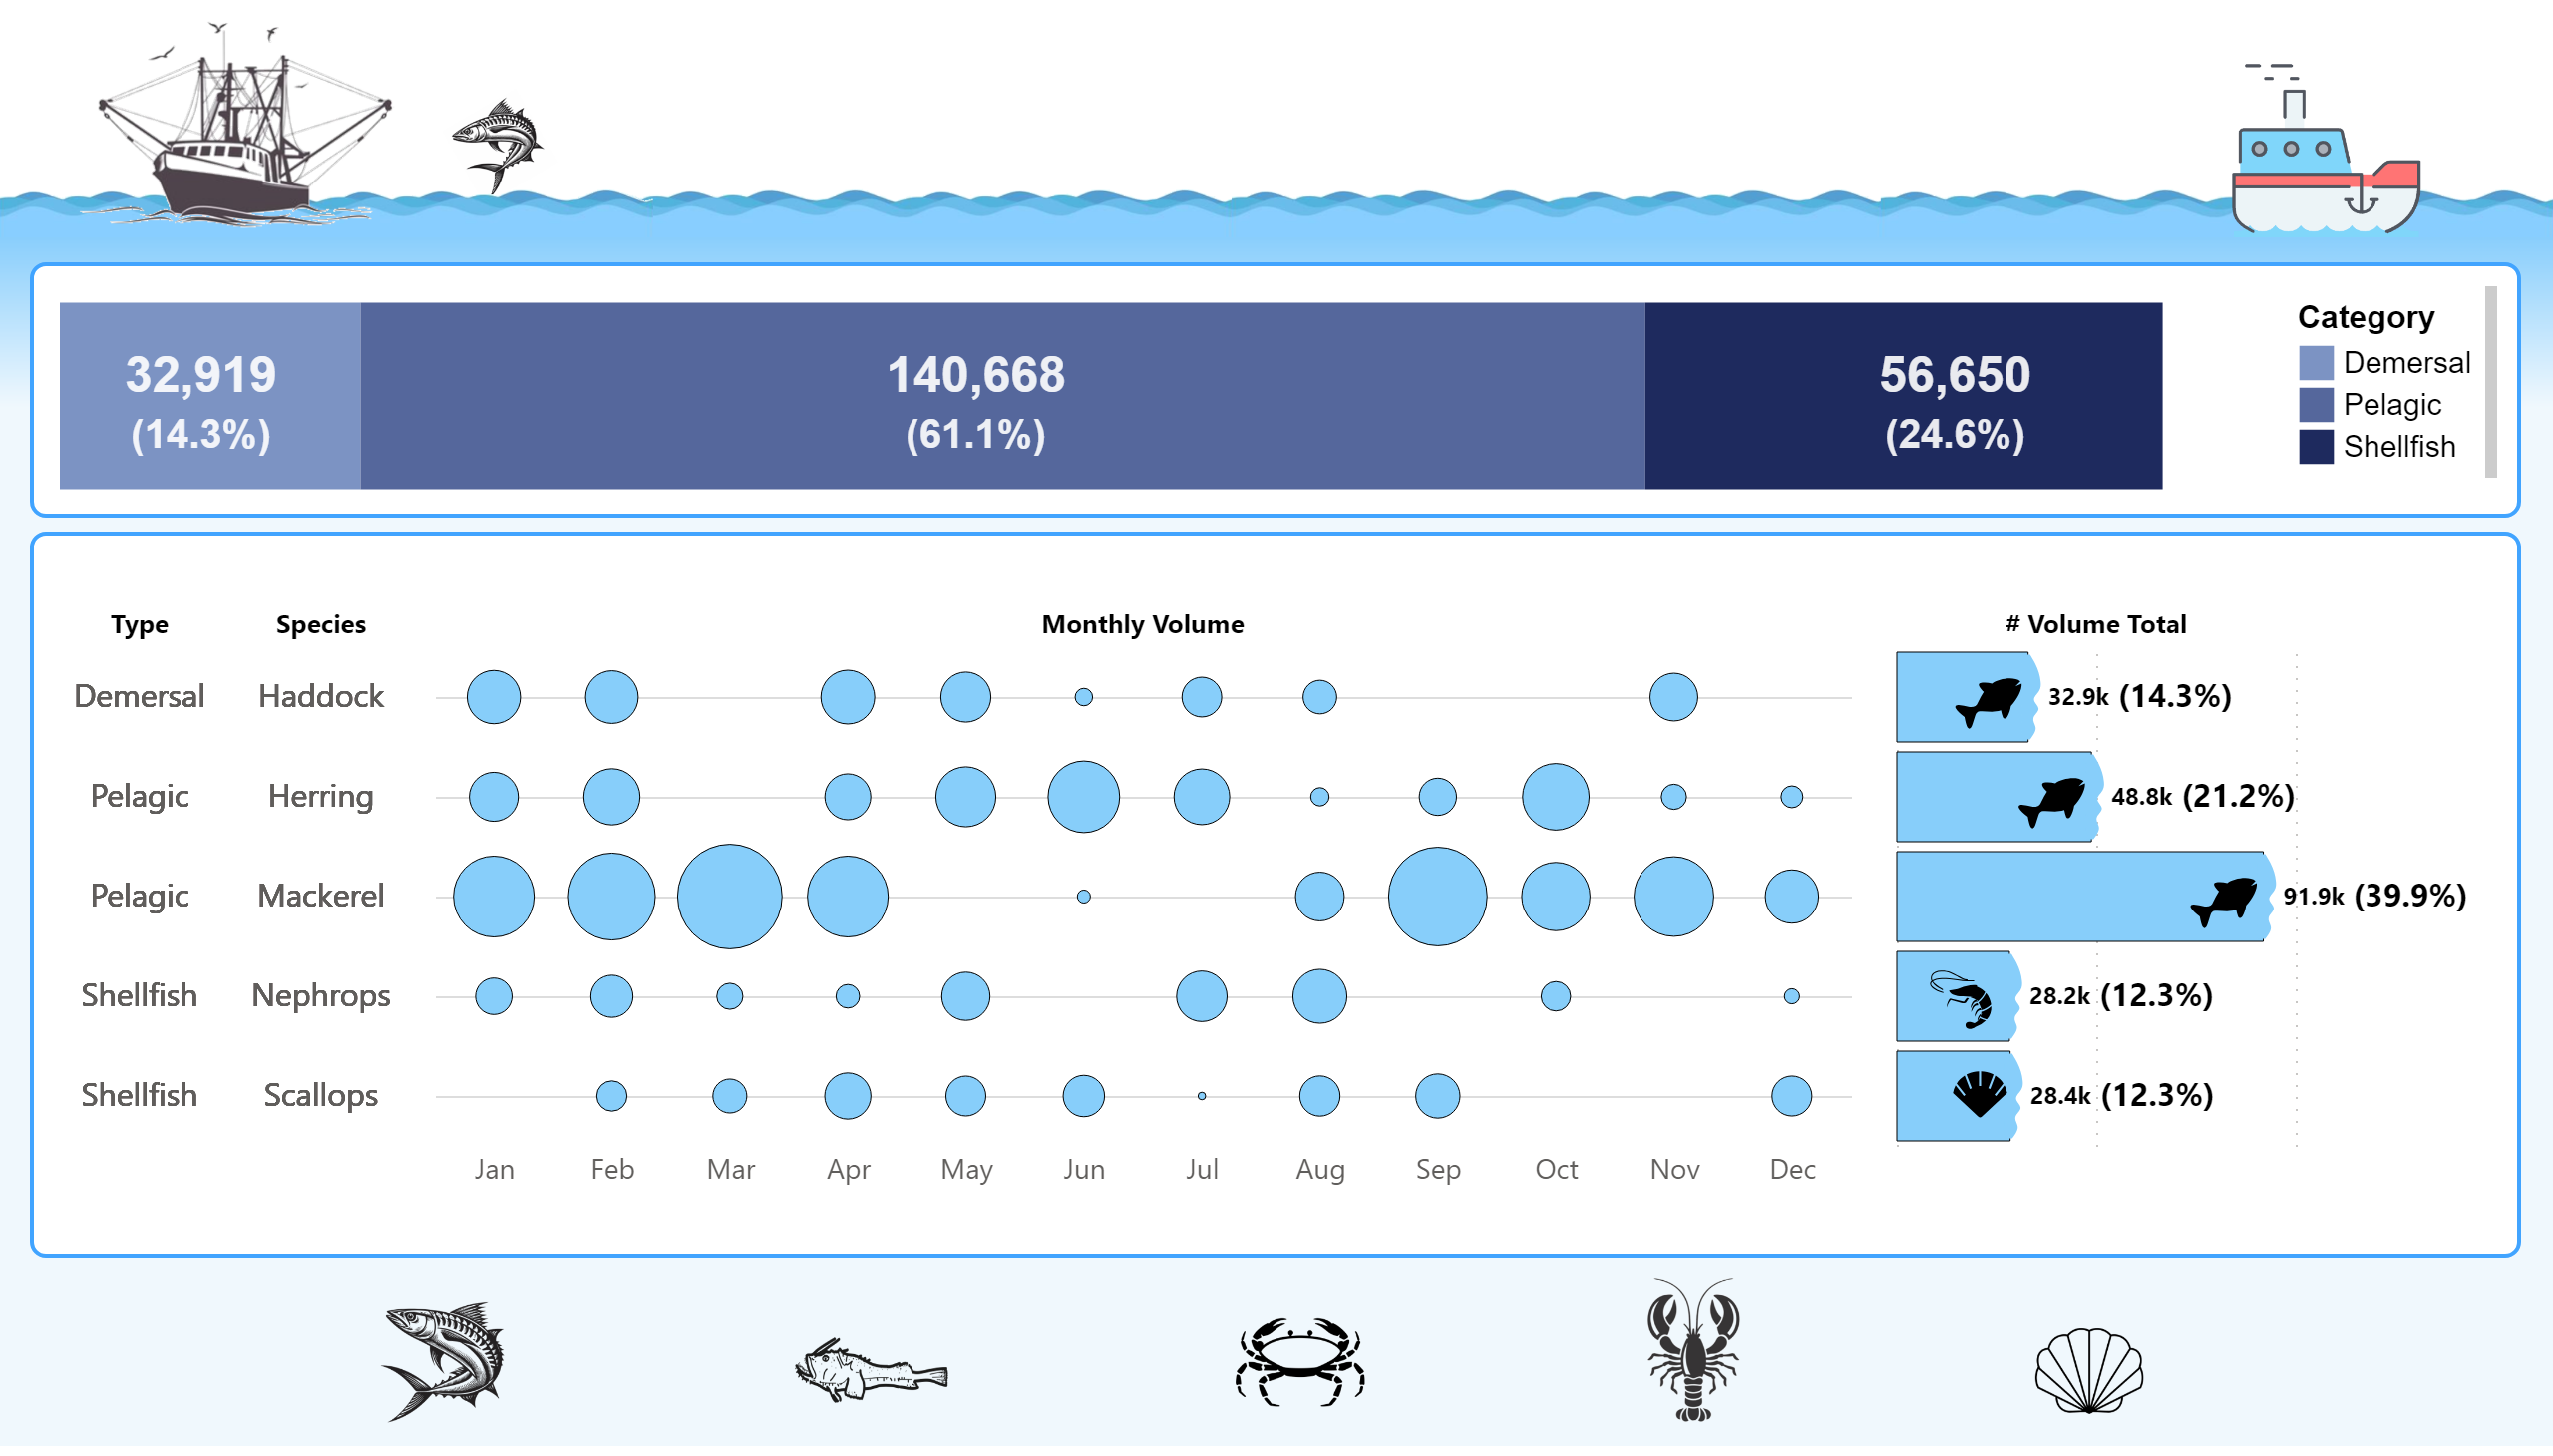 32,919
(14.3%)
140,668
(61.1%)
56,650
(24.6%)
Category
Demersal
Pelagic
Shellfish
Type Species Monthly Volume # Volume Total
Demersal Haddock 32.9k (14.3%)
Pelagic Herring 48.8k (21.2%)
Pelagic Mackerel 91.9k (39.9%)
Shellfish Nephrops 28.2k (12.3%)
Shellfish Scallops 28.4k (12.3%)
Jan Feb Mar Apr May Jun Jul Aug Sep Oct Nov Dec